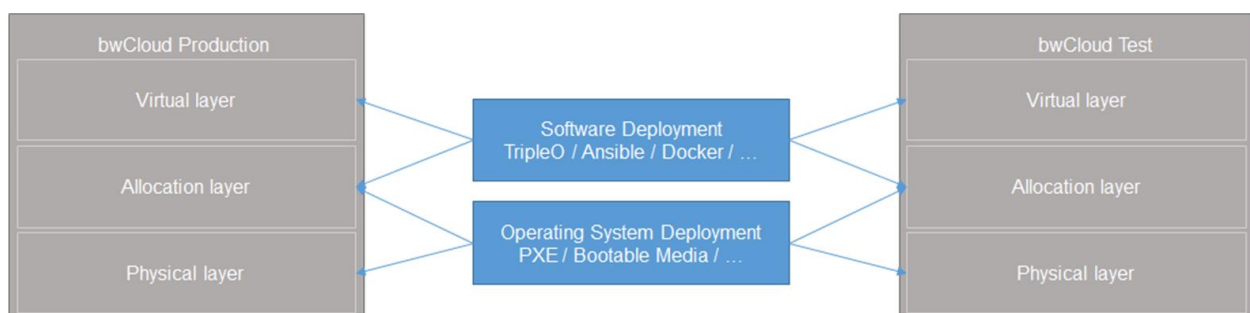 bwCloud Production
Virtual layer
Allocation layer
Physical layer
Software Deployment
TripleO / Ansible / Docker / ...
Operating System Deployment
PXE / Bootable Media / ...
bwCloud Test
Virtual layer
Allocation layer
Physical layer